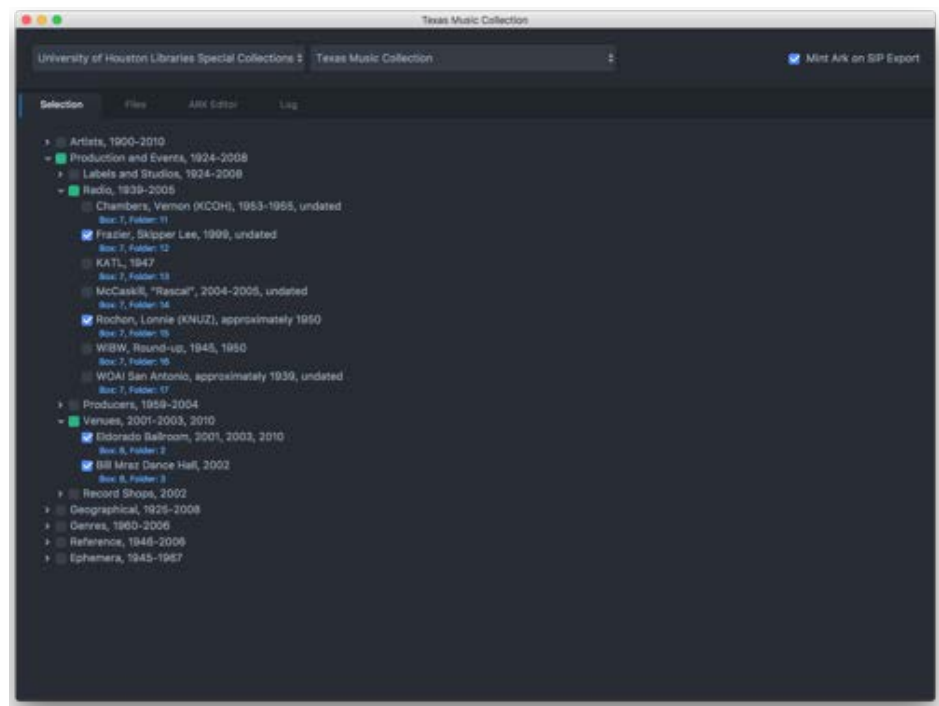 Texas Music Collection
University of Houston Libraries Special Collections Texas Music Collection Mint Ark on SIP Export
Selection Files ARK Editor Log
Artists, 1900-2010
Production and Events, 1924-2008
Labels and Studios, 1924-2008
Radio, 1939-2005
Chambers, Vernon (KCOH), 1953-1955, undated
Box: 7, Folder: 11
Frazier, Skipper Lee, 1999, undated
Box: 7, Folder: 12
KATL, 1947
Box: 7, Folder: 13
McCaskill, "Rascal", 2004-2005, undated
Box: 7, Folder: 14
Rochon, Lonnie (KNUZ), approximately 1950
Box: 7, Folder: 15
WIBW, Round-up, 1945, 1950
Box: 7, Folder: 16
WOAI San Antonio, approximately 1939, undated
Box: 7, Folder: 17
Producers, 1959-2004
Venues, 2001-2003, 2010
Eldorado Ballroom, 2001, 2003, 2010
Box: 8, Folder: 2
Bill Mraz Dance Hall, 2002
Box: 8, Folder: 3
Record Shops, 2002
Geographical, 1925-2008
Genres, 1960-2006
Reference, 1946-2006
Ephemera, 1945-1967